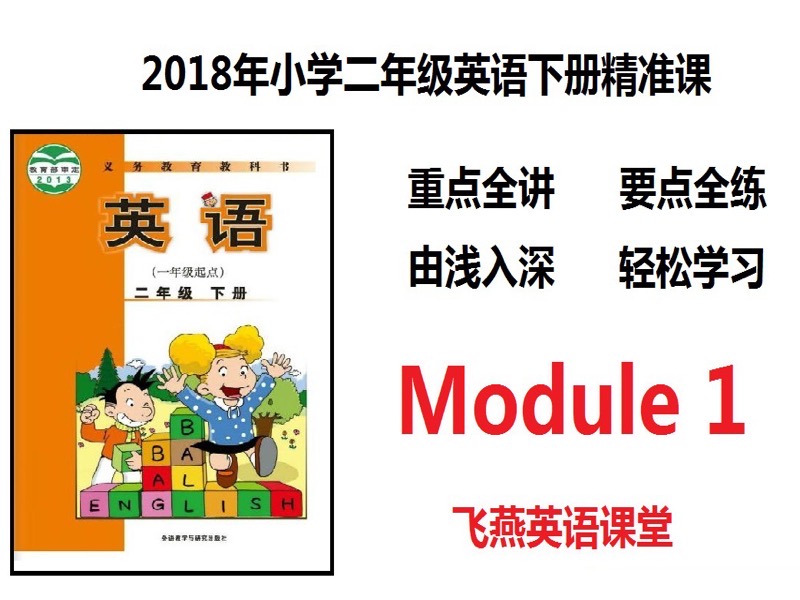 2018年小学二年级英语下册精准课
教育部审定
2013
义务教育教科书
英语
(一年级起点)
二年级 下册
B
BA
AL
ENGLISH
外语教学与研究出版社
重点全讲 要点全练
由浅入深 轻松学习
Module 1
飞燕英语课堂